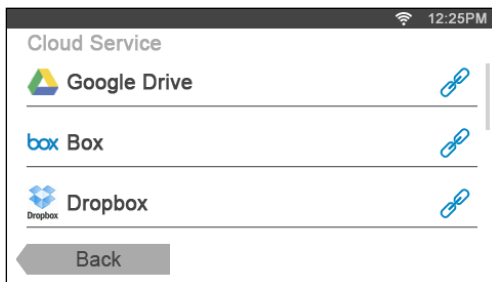 12:25PM
Cloud Service
Google Drive
box Box
Dropbox Dropbox
Back